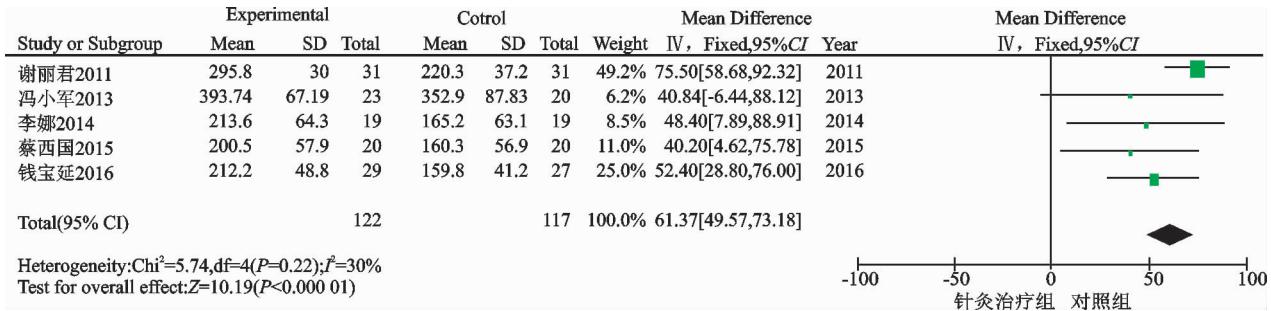 Experimental Cotrol Mean Difference Mean Difference
Study or Subgroup Mean SD Total Mean SD Total Weight Ⅳ，Fixed,95%CI Year Ⅳ，Fixed,95%CI
谢丽君2011 295.8 30 31 220.3 37.2 31 49.2% 75.50[58.68,92.32] 2011
冯小军2013 393.74 67.19 23 352.9 87.83 20 6.2% 40.84[-6.44,88.12] 2013
李娜2014 213.6 64.3 19 165.2 63.1 19 8.5% 48.40[7.89,88.91] 2014
蔡西国2015 200.5 57.9 20 160.3 56.9 20 11.0% 40.20[4.62,75.78] 2015
钱宝延2016 212.2 48.8 29 159.8 41.2 27 25.0% 52.40[28.80,76.00] 2016
Total(95% CI) 122 117 100.0% 61.37[49.57,73.18]
Heterogeneity:Chi²=5.74,df=4(P=0.22);I²=30%
Test for overall effect:Z=10.19(P<0.000 01)
-100 -50 0 50 100
针灸治疗组 对照组